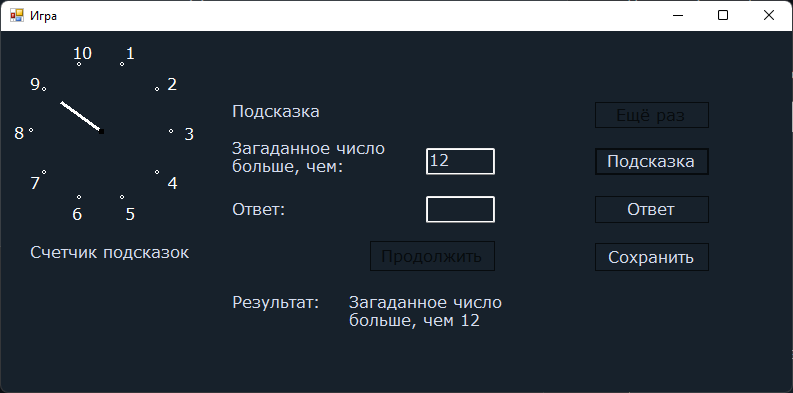 Игра
10
1
9
2
8
3
7
4
6
5
Счетчик подсказок
Подсказка
Загаданное число
больше, чем:
12
Ответ:
Продолжить
Результат:
Загаданное число
больше, чем 12
Ещё раз
Подсказка
Ответ
Сохранить